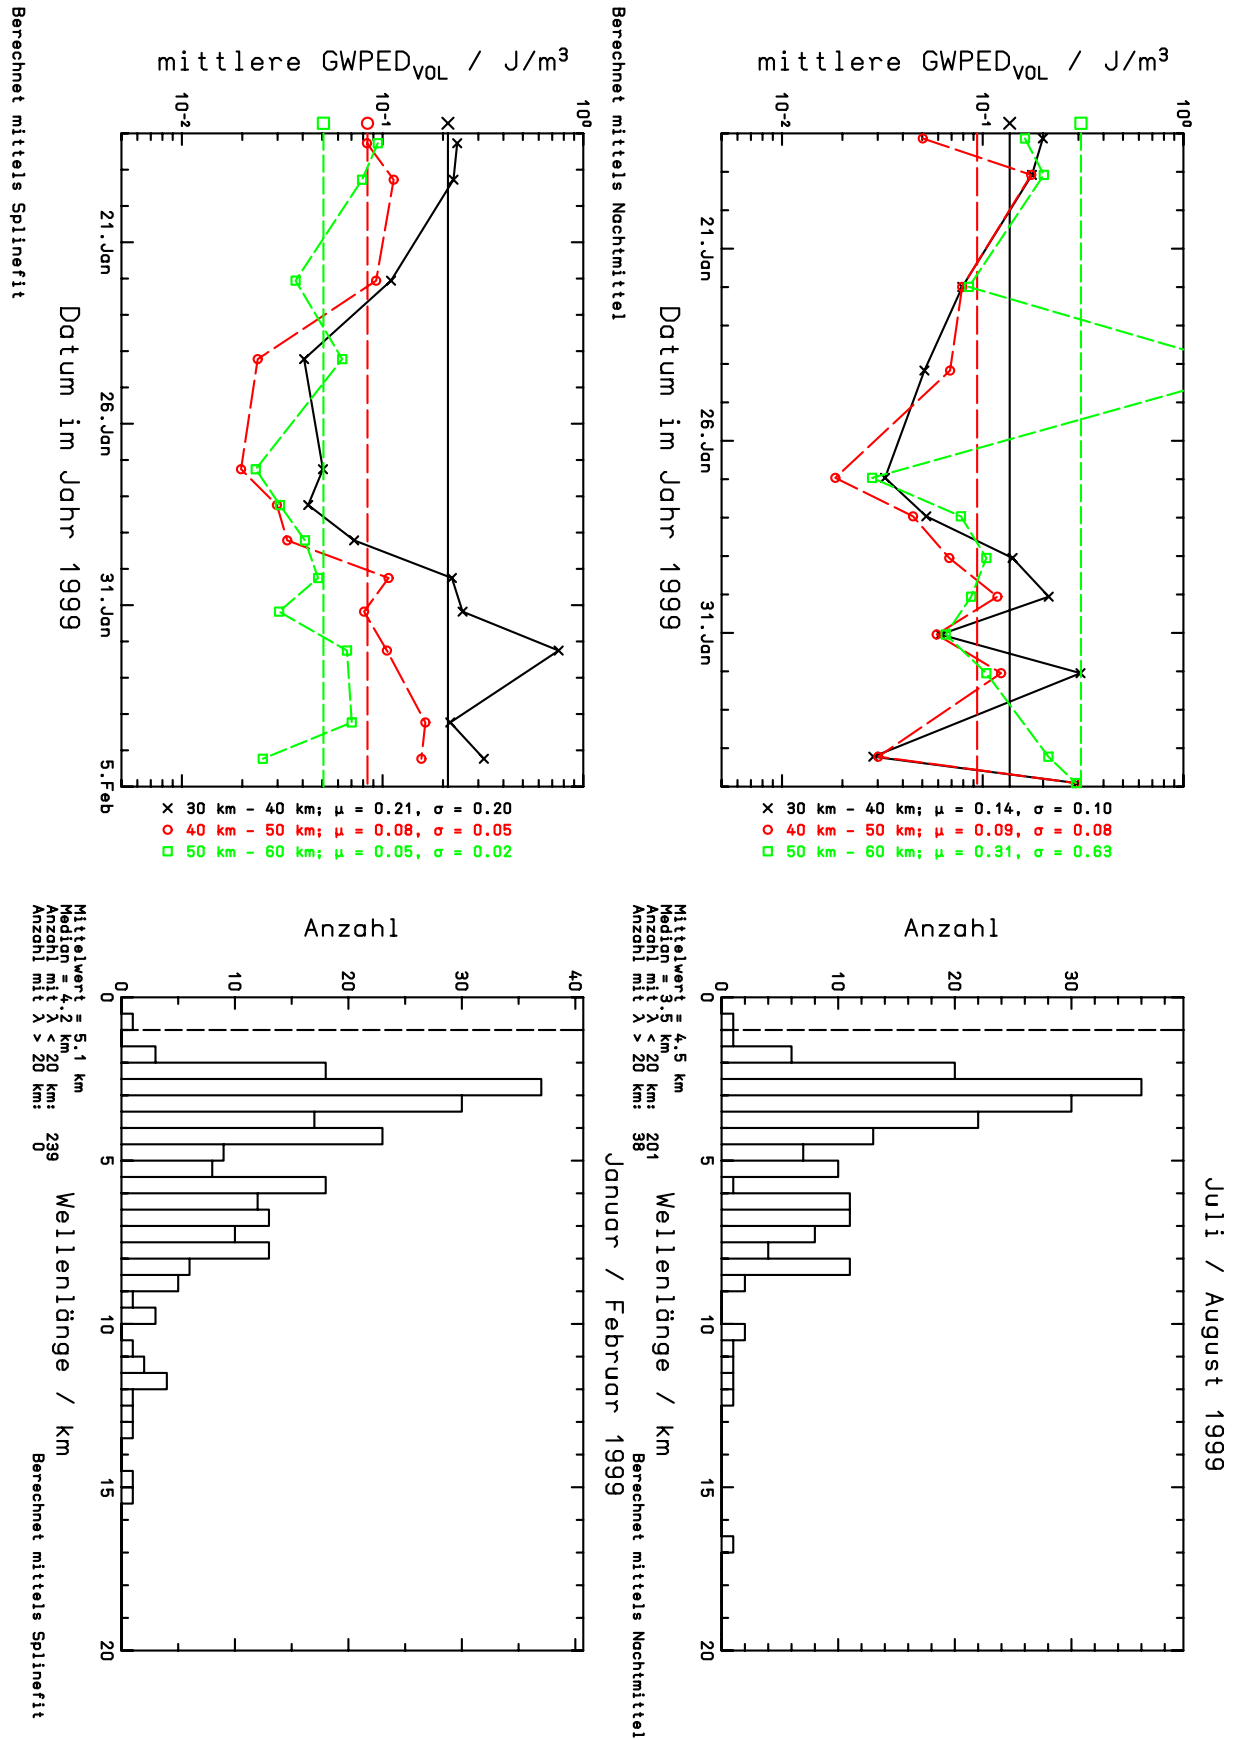 Juli / August 1999
mittlere GWPED_VOL / J/m³
10⁰
10⁻¹
10⁻²
21.Jan
26.Jan
31.Jan
Datum im Jahr 1999
Berechnet mittels Nachtmittel
× 30 km - 40 km; μ = 0.14, σ = 0.10
○ 40 km - 50 km; μ = 0.09, σ = 0.08
□ 50 km - 60 km; μ = 0.31, σ = 0.63
Anzahl
30
20
10
0
0
5
10
15
20
Wellenlänge / km
Mittelwert = 4.5 km
Median = 3.5 km
Anzahl mit λ < 20 km: 201
Anzahl mit λ > 20 km: 38
Berechnet mittels Nachtmittel
Januar / Februar 1999
mittlere GWPED_VOL / J/m³
10⁰
10⁻¹
10⁻²
21.Jan
26.Jan
31.Jan
5.Feb
Datum im Jahr 1999
Berechnet mittels Splinefit
× 30 km - 40 km; μ = 0.21, σ = 0.20
○ 40 km - 50 km; μ = 0.08, σ = 0.05
□ 50 km - 60 km; μ = 0.05, σ = 0.02
Anzahl
40
30
20
10
0
0
5
10
15
20
Wellenlänge / km
Mittelwert = 5.1 km
Median = 4.2 km
Anzahl mit λ < 20 km: 239
Anzahl mit λ > 20 km: 0
Berechnet mittels Splinefit